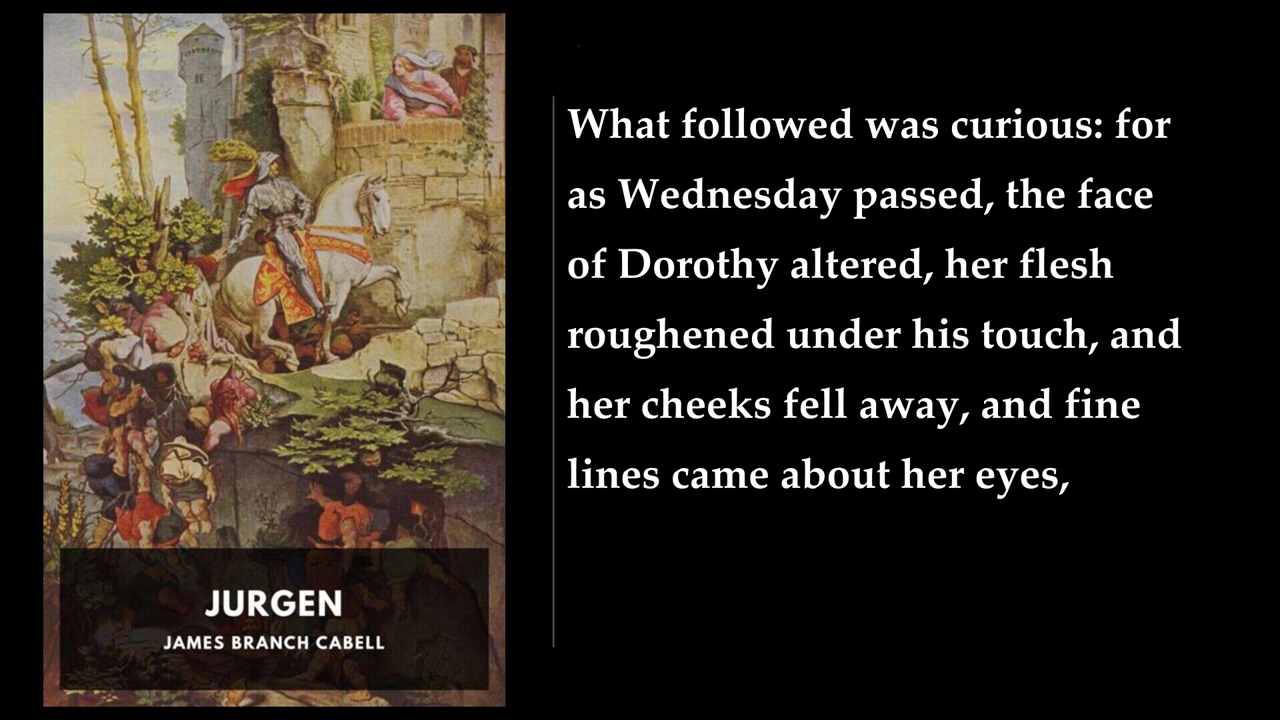 What followed was curious: for
as Wednesday passed, the face
of Dorothy altered, her flesh
roughened under his touch, and
her cheeks fell away, and fine
lines came about her eyes,
JURGEN
JAMES BRANCH CABELL